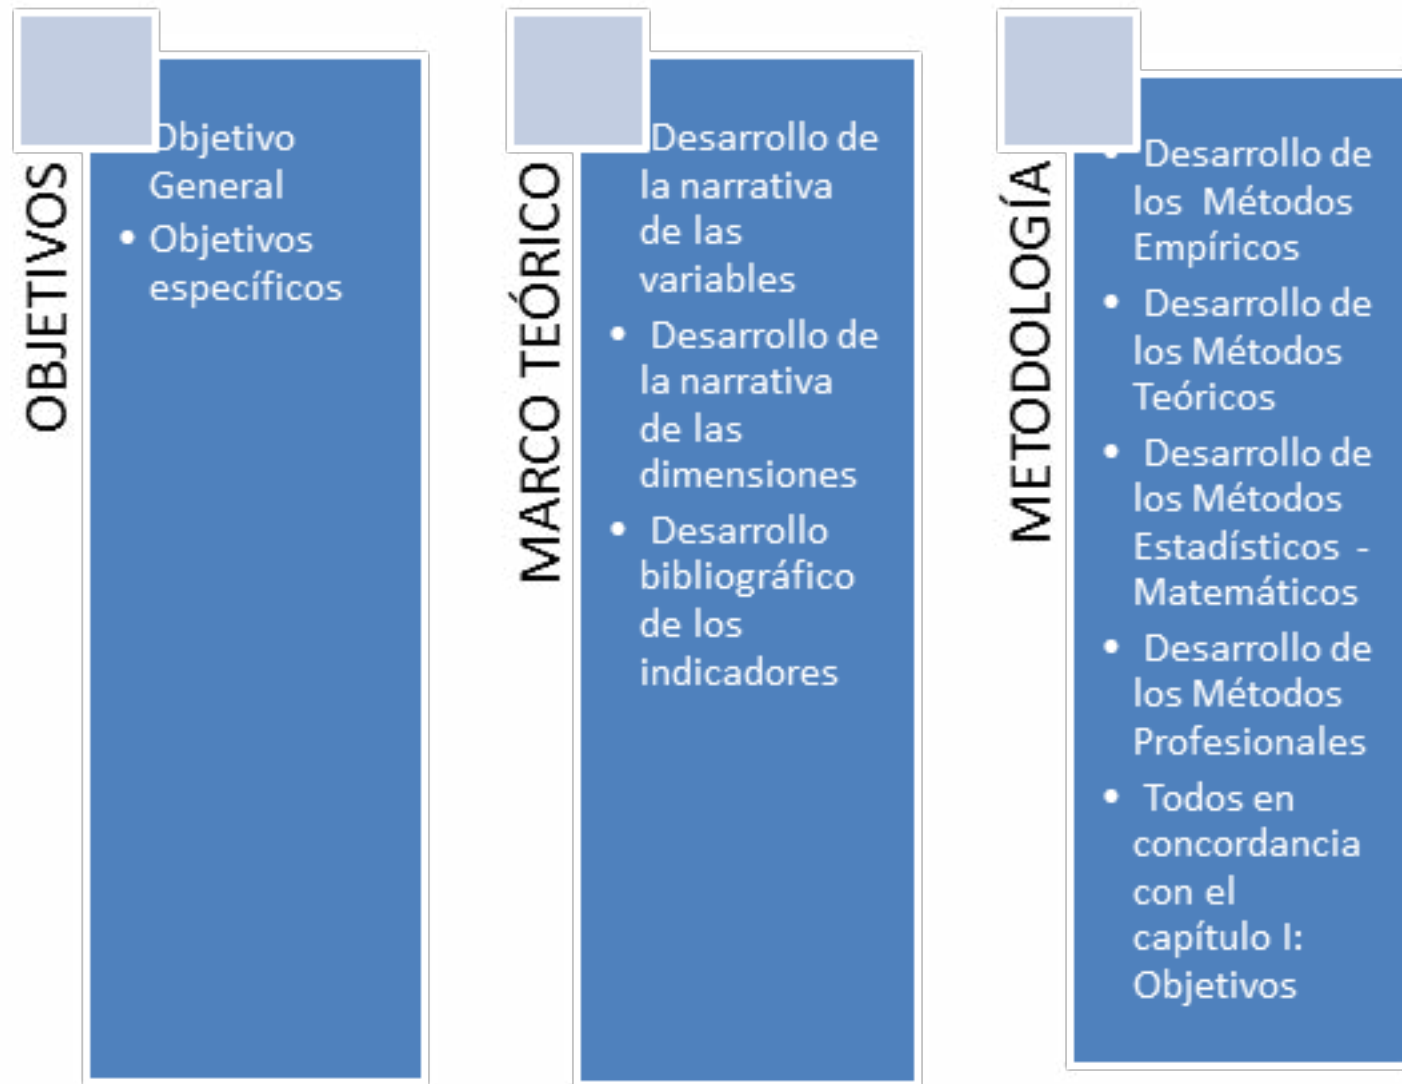 OBJETIVOS
Objetivo
General
• Objetivos
específicos
MARCO TEÓRICO
Desarrollo de
la narrativa
de las
variables
• Desarrollo de
la narrativa
de las
dimensiones
• Desarrollo
bibliográfico
de los
indicadores
METODOLOGÍA
• Desarrollo de
los Métodos
Empíricos
• Desarrollo de
los Métodos
Teóricos
• Desarrollo de
los Métodos
Estadísticos -
Matemáticos
• Desarrollo de
los Métodos
Profesionales
• Todos en
concordancia
con el
capítulo I:
Objetivos